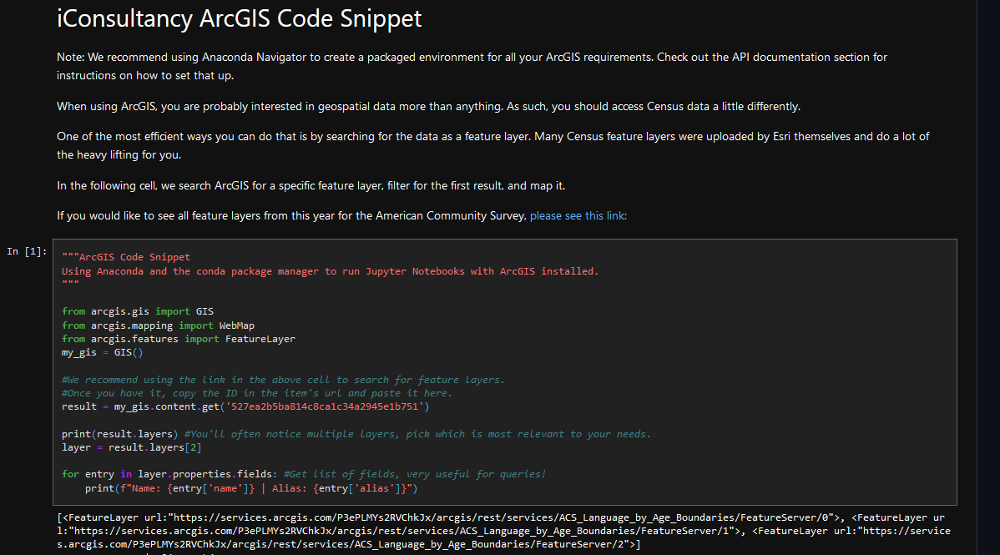 iConsultancy ArcGIS Code Snippet
Note: We recommend using Anaconda Navigator to create a packaged environment for all your ArcGIS requirements. Check out the API documentation section for
instructions on how to set that up.
When using ArcGIS, you are probably interested in geospatial data more than anything. As such, you should access Census data a little differently.
One of the most efficient ways you can do that is by searching for the data as a feature layer. Many Census feature layers were uploaded by Esri themselves and do a lot of
the heavy lifting for you.
In the following cell, we search ArcGIS for a specific feature layer, filter for the first result, and map it.
If you would like to see all feature layers from this year for the American Community Survey, please see this link:
In [1]:
"""ArcGIS Code Snippet
Using Anaconda and the conda package manager to run Jupyter Notebooks with ArcGIS installed.
"""
from arcgis.gis import GIS
from arcgis.mapping import WebMap
from arcgis.features import FeatureLayer
my_gis = GIS()
#We recommend using the link in the above cell to search for feature layers.
#Once you have it, copy the ID in the item's url and paste it here.
result = my_gis.content.get('527ea2b5ba814c8ca1c34a2945e1b751')
print(result.layers) #You'll often notice multiple layers, pick which is most relevant to your needs.
layer = result.layers[2]
for entry in layer.properties.fields: #Get list of fields, very useful for queries!
    print(f"Name: {entry['name']} | Alias: {entry['alias']}")
[<FeatureLayer url:"https://services.arcgis.com/P3ePLMYs2RVChkJx/arcgis/rest/services/ACS_Language_by_Age_Boundaries/FeatureServer/0">, <FeatureLayer ur
l:"https://services.arcgis.com/P3ePLMYs2RVChkJx/arcgis/rest/services/ACS_Language_by_Age_Boundaries/FeatureServer/1">, <FeatureLayer url:"https://service
s.arcgis.com/P3ePLMYs2RVChkJx/arcgis/rest/services/ACS_Language_by_Age_Boundaries/FeatureServer/2">]